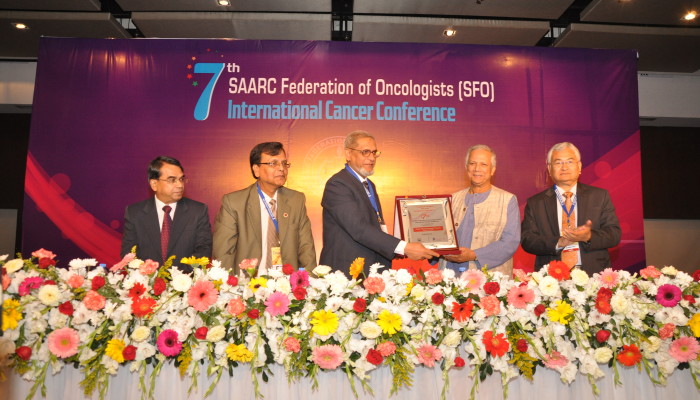 7th
SAARC Federation of Oncologists (SFO)
International Cancer Conference